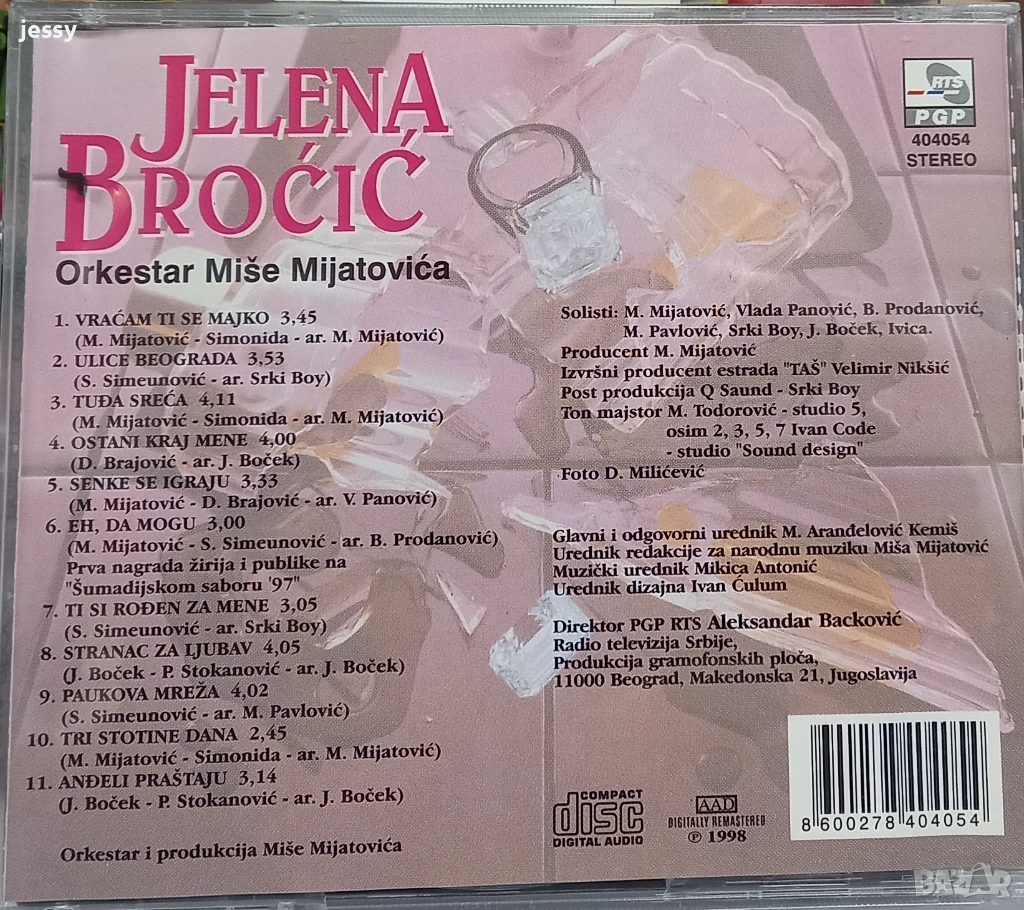 jessy
JELENA
BROĆIĆ
Orkestar Miše Mijatovića
1. VRAĆAM TI SE MAJKO 3,45
(M. Mijatović - Simonida - ar. M. Mijatović)
2. ULICE BEOGRADA 3,53
(S. Simeunović - ar. Srki Boy)
3. TUĐA SREĆA 4,11
(M. Mijatović - Simonida - ar. M. Mijatović)
4. OSTANI KRAJ MENE 4,00
(D. Brajović - ar. J. Boček)
5. SENKE SE IGRAJU 3,33
(M. Mijatović - D. Brajović - ar. V. Panović)
6. EH, DA MOGU 3,00
(M. Mijatović - S. Simeunović - ar. B. Prodanović)
Prva nagrada žirija i publike na
"Šumadijskom saboru '97"
7. TI SI ROĐEN ZA MENE 3,05
(S. Simeunović - ar. Srki Boy)
8. STRANAC ZA LJUBAV 4,05
(J. Boček - P. Stokanović - ar. J. Boček)
9. PAUKOVA MREŽA 4,02
(S. Simeunović - ar. M. Pavlović)
10. TRI STOTINE DANA 2,45
(M. Mijatović - Simonida - ar. M. Mijatović)
11. ANĐELI PRAŠTAJU 3,14
(J. Boček - P. Stokanović - ar. J. Boček)
Orkestar i produkcija Miše Mijatovića
RTS
PGP
404054
STEREO
Solisti: M. Mijatović, Vlada Panović, B. Prodanović,
M. Pavlović, Srki Boy, J. Boček, Ivica.
Producent M. Mijatović
Izvršni producent estrada "TAŠ" Velimir Nikšić
Post produkcija Q Saund - Srki Boy
Ton majstor M. Todorović - studio 5,
osim 2, 3, 5, 7 Ivan Code
- studio "Sound design"
Foto D. Milićević
Glavni i odgovorni urednik M. Aranđelović Kemiš
Urednik redakcije za narodnu muziku Miša Mijatović
Muzički urednik Mikica Antonić
Urednik dizajna Ivan Ćulum
Direktor PGP RTS Aleksandar Backović
Radio televizija Srbije,
Produkcija gramofonskih ploča,
11000 Beograd, Makedonska 21, Jugoslavija
COMPACT
disc
DIGITAL AUDIO
AAD
DIGITALLY REMASTERED
℗ 1998
8 600278 404054
BAZAR